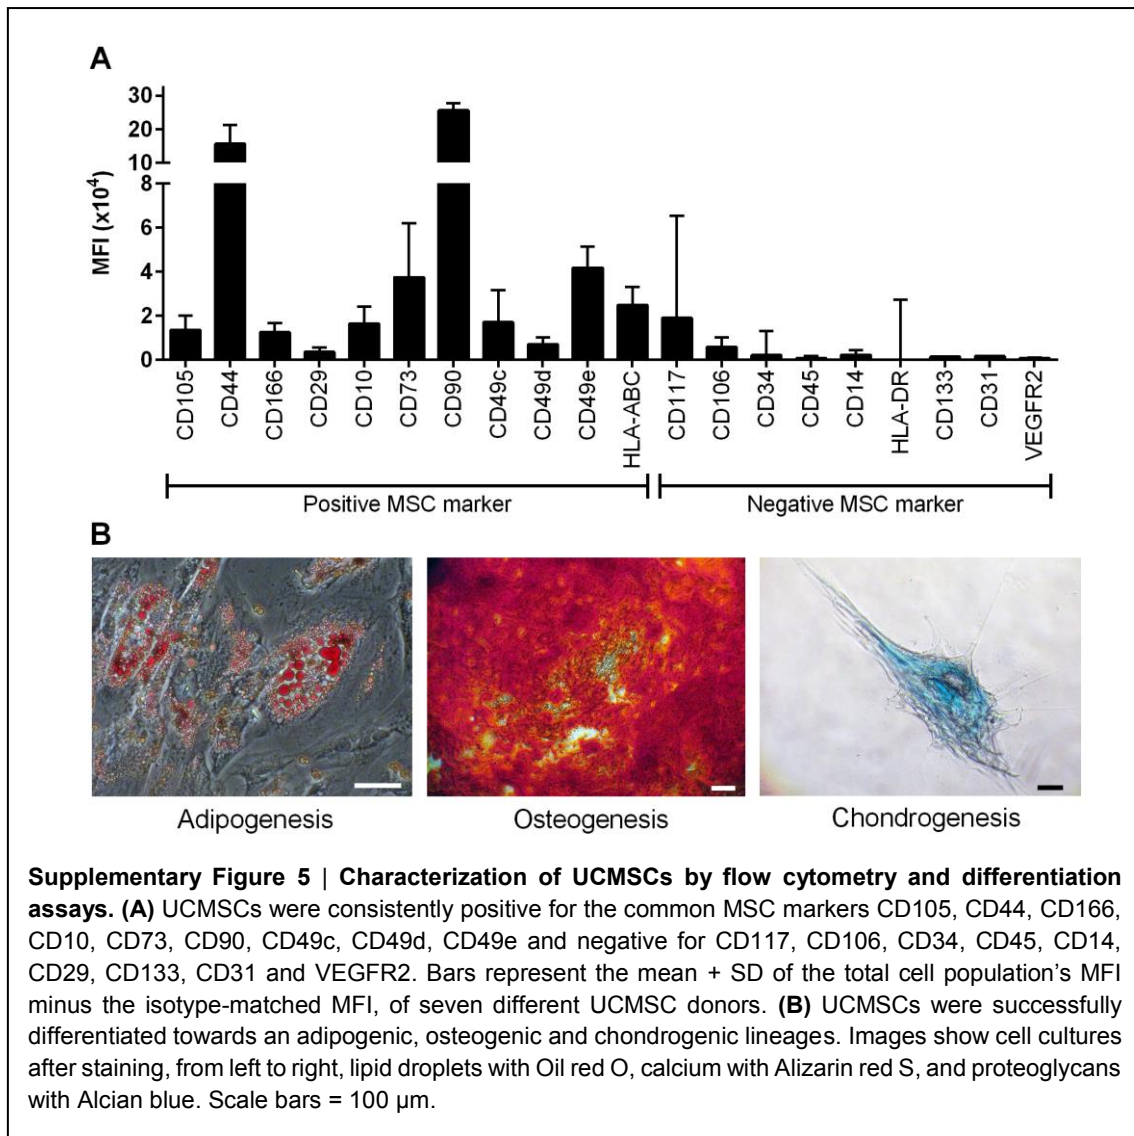 A
30
20
10
8
6
4
2
0
MFI (x10⁴)
CD105
CD44
CD166
CD29
CD10
CD73
CD90
CD49c
CD49d
CD49e
HLA-ABC
CD117
CD106
CD34
CD45
CD14
HLA-DR
CD133
CD31
VEGFR2
Positive MSC marker
Negative MSC marker
B
Adipogenesis
Osteogenesis
Chondrogenesis
Supplementary Figure 5 | Characterization of UCMSCs by flow cytometry and differentiation
assays. (A) UCMSCs were consistently positive for the common MSC markers CD105, CD44, CD166,
CD10, CD73, CD90, CD49c, CD49d, CD49e and negative for CD117, CD106, CD34, CD45, CD14,
CD29, CD133, CD31 and VEGFR2. Bars represent the mean + SD of the total cell population’s MFI
minus the isotype-matched MFI, of seven different UCMSC donors. (B) UCMSCs were successfully
differentiated towards an adipogenic, osteogenic and chondrogenic lineages. Images show cell cultures
after staining, from left to right, lipid droplets with Oil red O, calcium with Alizarin red S, and proteoglycans
with Alcian blue. Scale bars = 100 µm.